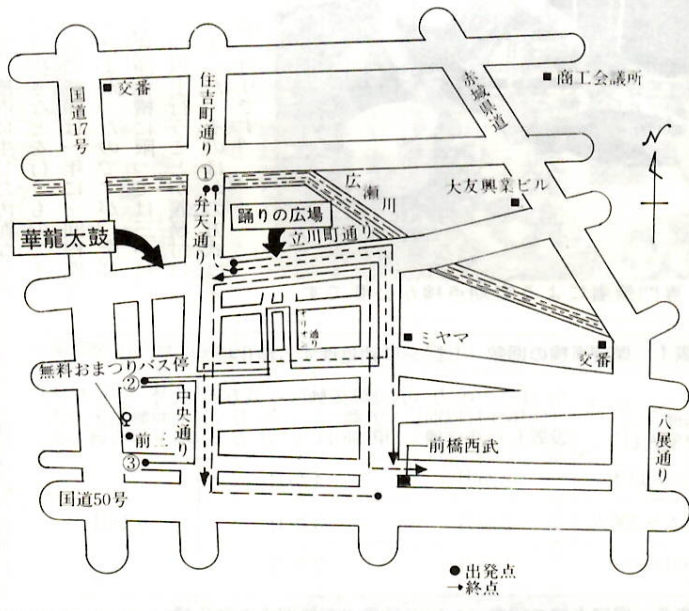 国道17号
交番
住吉町通り
赤城県道
商工会議所
N
①
弁天通り
広瀬川
大友興業ビル
踊りの広場
立川町通り
華龍太鼓
通り
ミヤマ
交番
無料おまつりバス停
②
中央通り
前三
③
前橋西武
八展通り
国道50号
出発点
終点